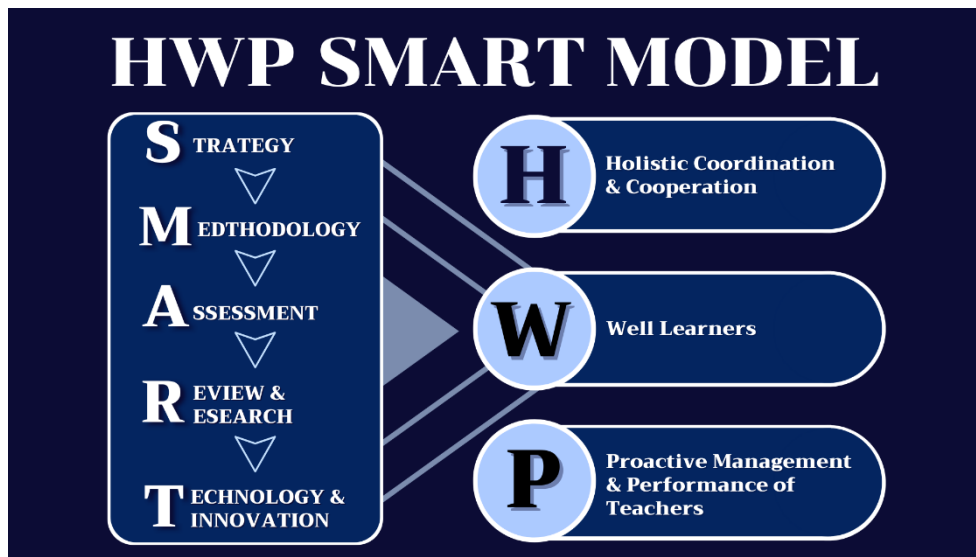 HWP SMART MODEL
STRATEGY
MEDTHODOLOGY
ASSESSMENT
REVIEW &
RESEARCH
TECHNOLOGY &
INNOVATION
H
Holistic Coordination
& Cooperation
W
Well Learners
P
Proactive Management
& Performance of
Teachers